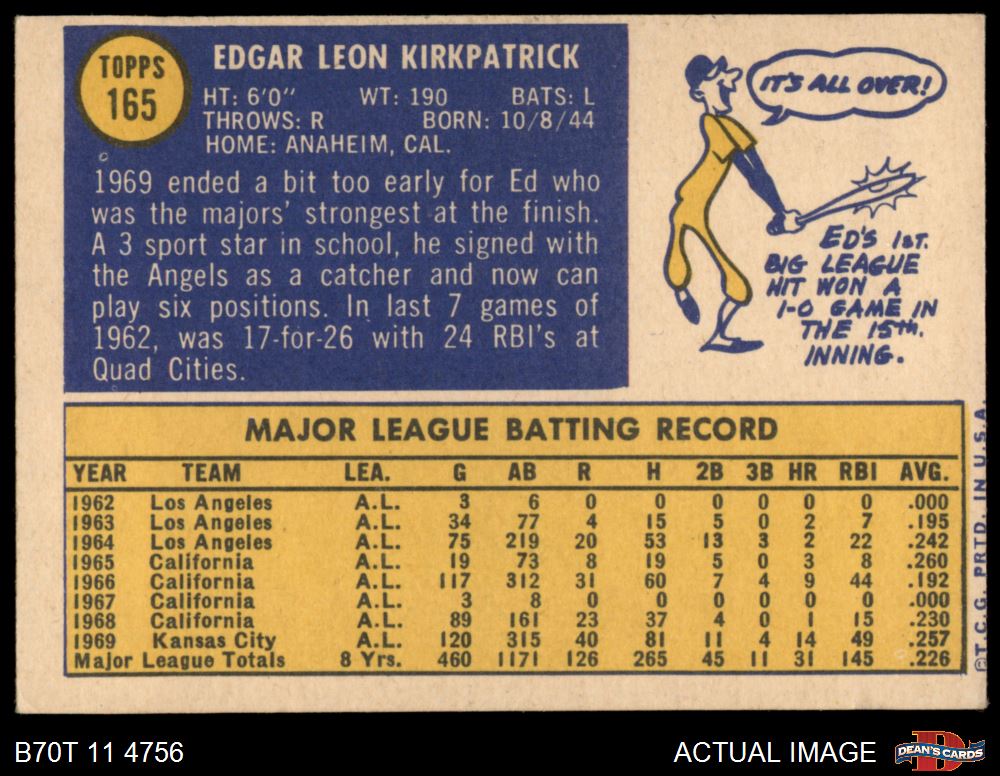 TOPPS
165
EDGAR LEON KIRKPATRICK
HT: 6'0" WT: 190 BATS: L
THROWS: R BORN: 10/8/44
HOME: ANAHEIM, CAL.
1969 ended a bit too early for Ed who
was the majors' strongest at the finish.
A 3 sport star in school, he signed with
the Angels as a catcher and now can
play six positions. In last 7 games of
1962, was 17-for-26 with 24 RBI's at
Quad Cities.
IT'S ALL OVER!
ED'S 1ST.
BIG LEAGUE
HIT WON A
1-0 GAME IN
THE 15th.
INNING.
MAJOR LEAGUE BATTING RECORD
YEAR TEAM LEA. G AB R H 2B 3B HR RBI AVG.
1962 Los Angeles A.L. 3 6 0 0 0 0 0 0 .000
1963 Los Angeles A.L. 34 77 4 15 5 0 2 7 .195
1964 Los Angeles A.L. 75 219 20 53 13 3 2 22 .242
1965 California A.L. 19 73 8 19 5 0 3 8 .260
1966 California A.L. 117 312 31 60 7 4 9 44 .192
1967 California A.L. 3 8 0 0 0 0 0 0 .000
1968 California A.L. 89 161 23 37 4 0 1 15 .230
1969 Kansas City A.L. 120 315 40 81 11 4 14 49 .257
Major League Totals 8 Yrs. 460 1171 126 265 45 11 31 145 .226
©T.C.G. PRTD. IN U.S.A.
B70T 11 4756
ACTUAL IMAGE
D
DEAN'S CARDS